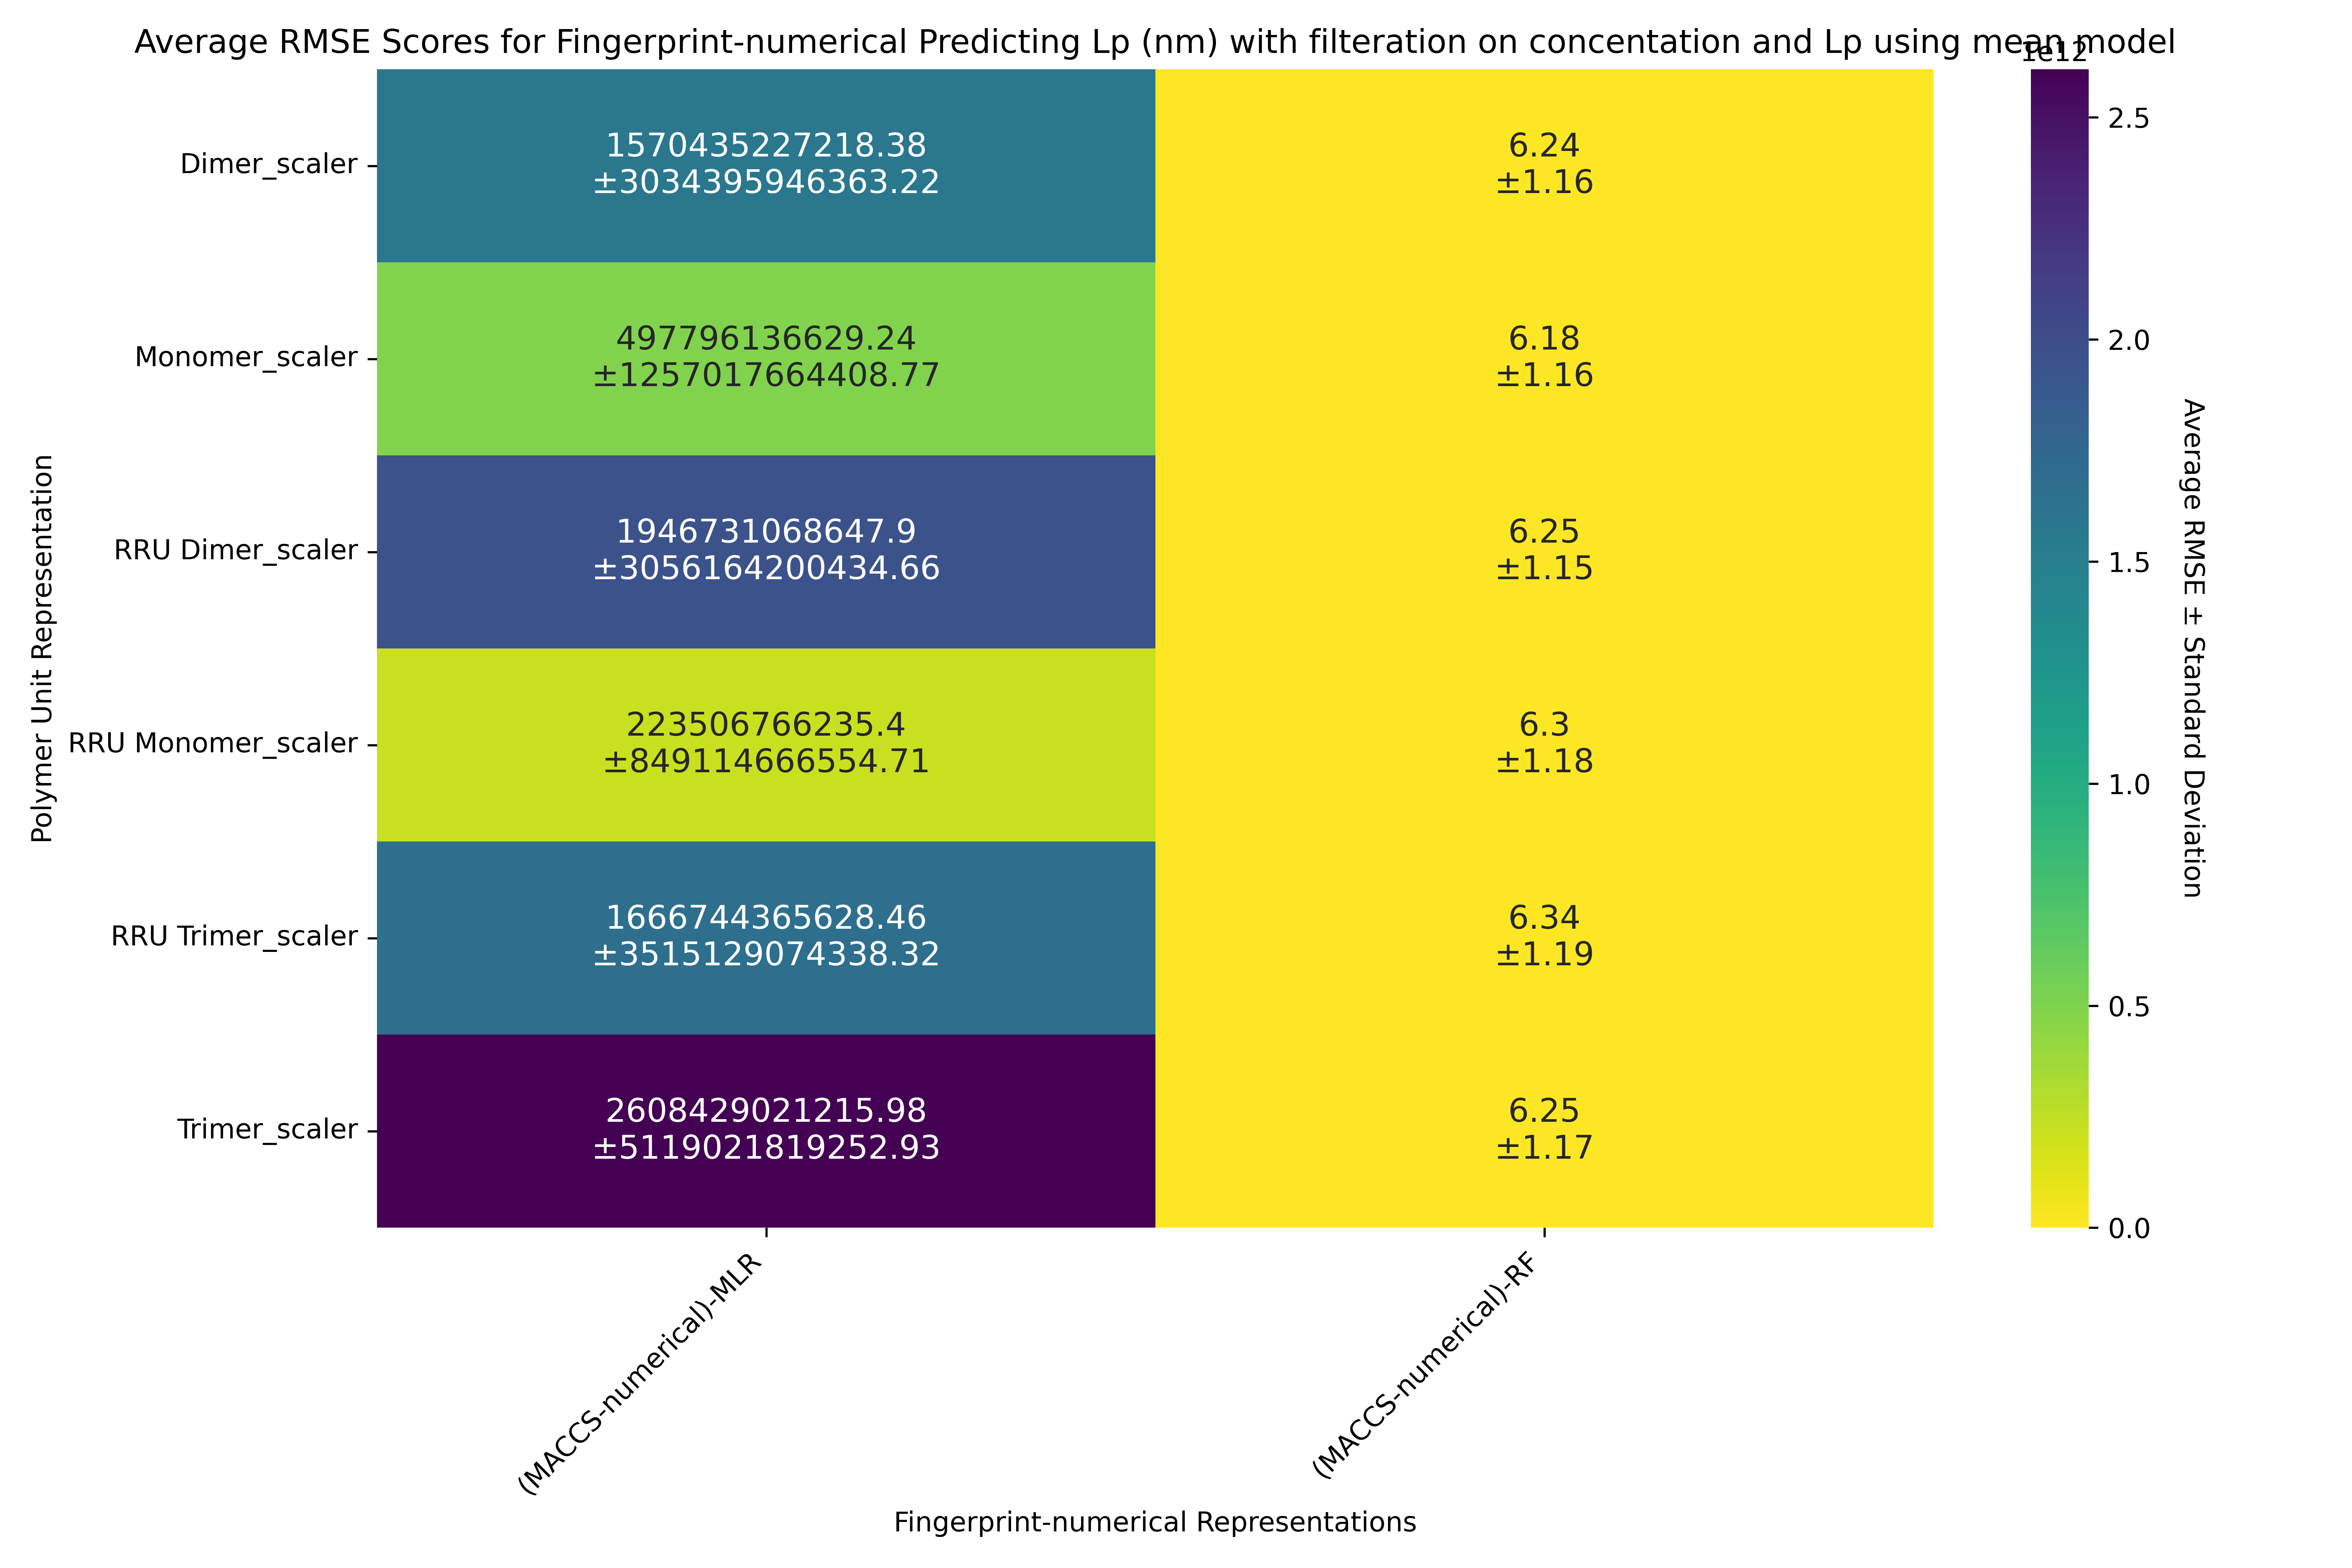 Average RMSE Scores for Fingerprint-numerical Predicting Lp (nm) with filteration on concentation and Lp using mean model
1e12
Dimer_scaler
1570435227218.38
±3034395946363.22
6.24
±1.16
Monomer_scaler
497796136629.24
±1257017664408.77
6.18
±1.16
RRU Dimer_scaler
1946731068647.9
±3056164200434.66
6.25
±1.15
RRU Monomer_scaler
223506766235.4
±849114666554.71
6.3
±1.18
RRU Trimer_scaler
1666744365628.46
±3515129074338.32
6.34
±1.19
Trimer_scaler
2608429021215.98
±5119021819252.93
6.25
±1.17
Polymer Unit Representation
(MACCS-numerical)-MLR
(MACCS-numerical)-RF
Fingerprint-numerical Representations
2.5
2.0
1.5
1.0
0.5
0.0
Average RMSE ± Standard Deviation